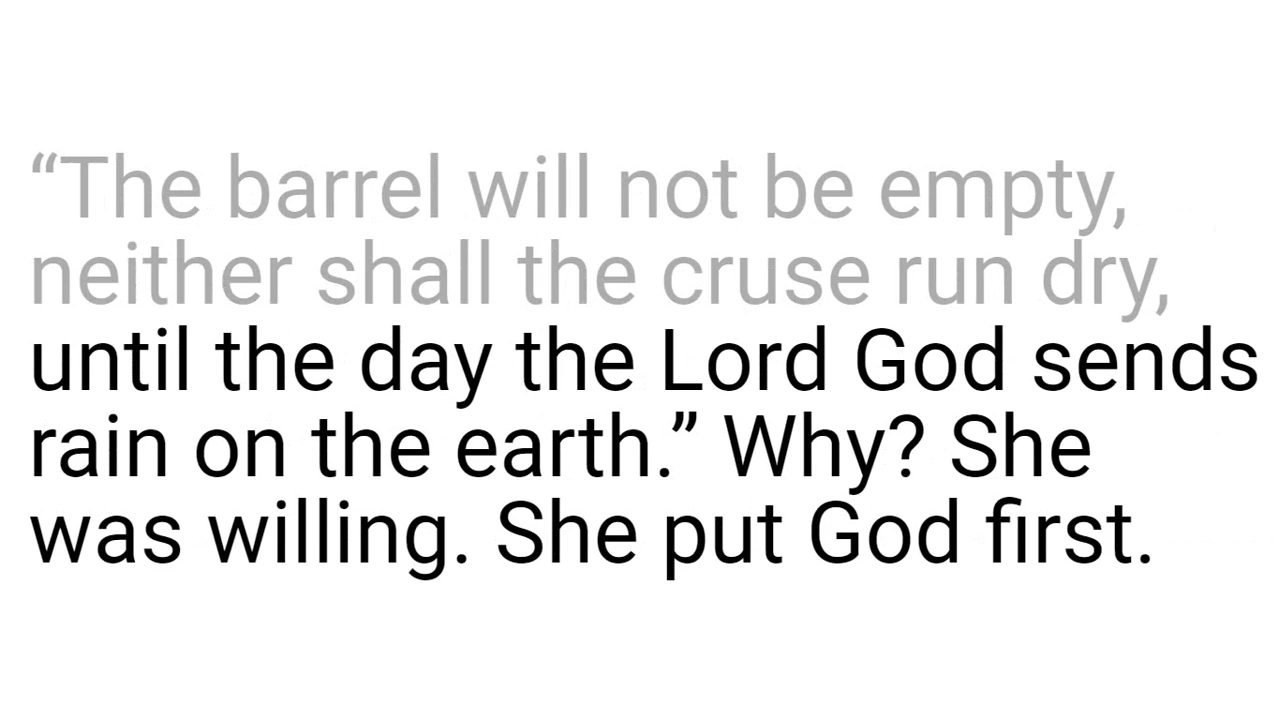 “The barrel will not be empty,
neither shall the cruse run dry,
until the day the Lord God sends
rain on the earth.” Why? She
was willing. She put God first.